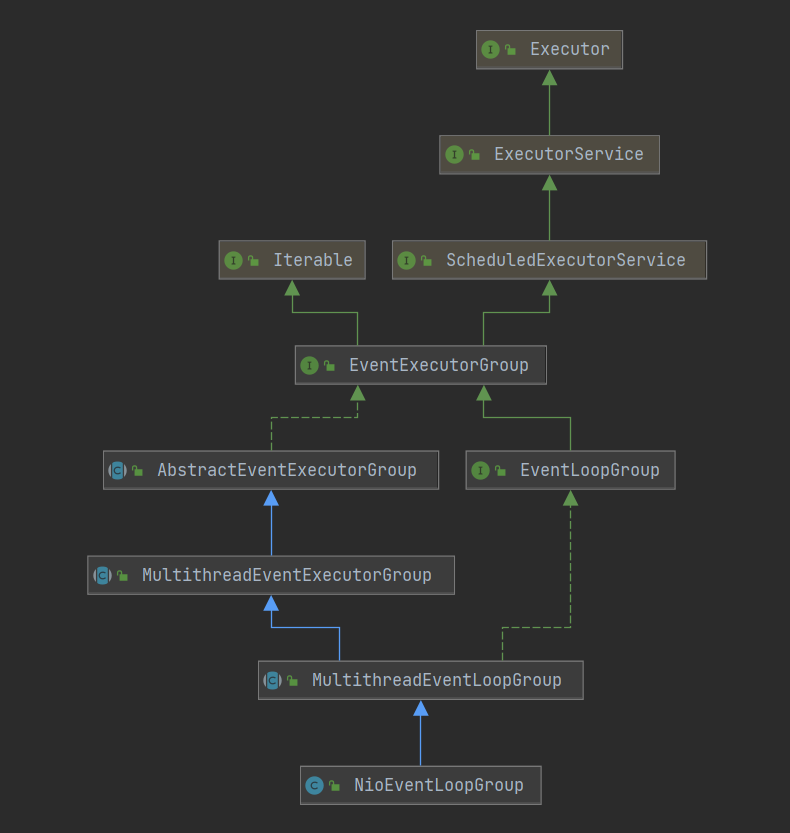 Executor
ExecutorService
Iterable
ScheduledExecutorService
EventExecutorGroup
AbstractEventExecutorGroup
EventLoopGroup
MultithreadEventExecutorGroup
MultithreadEventLoopGroup
NioEventLoopGroup